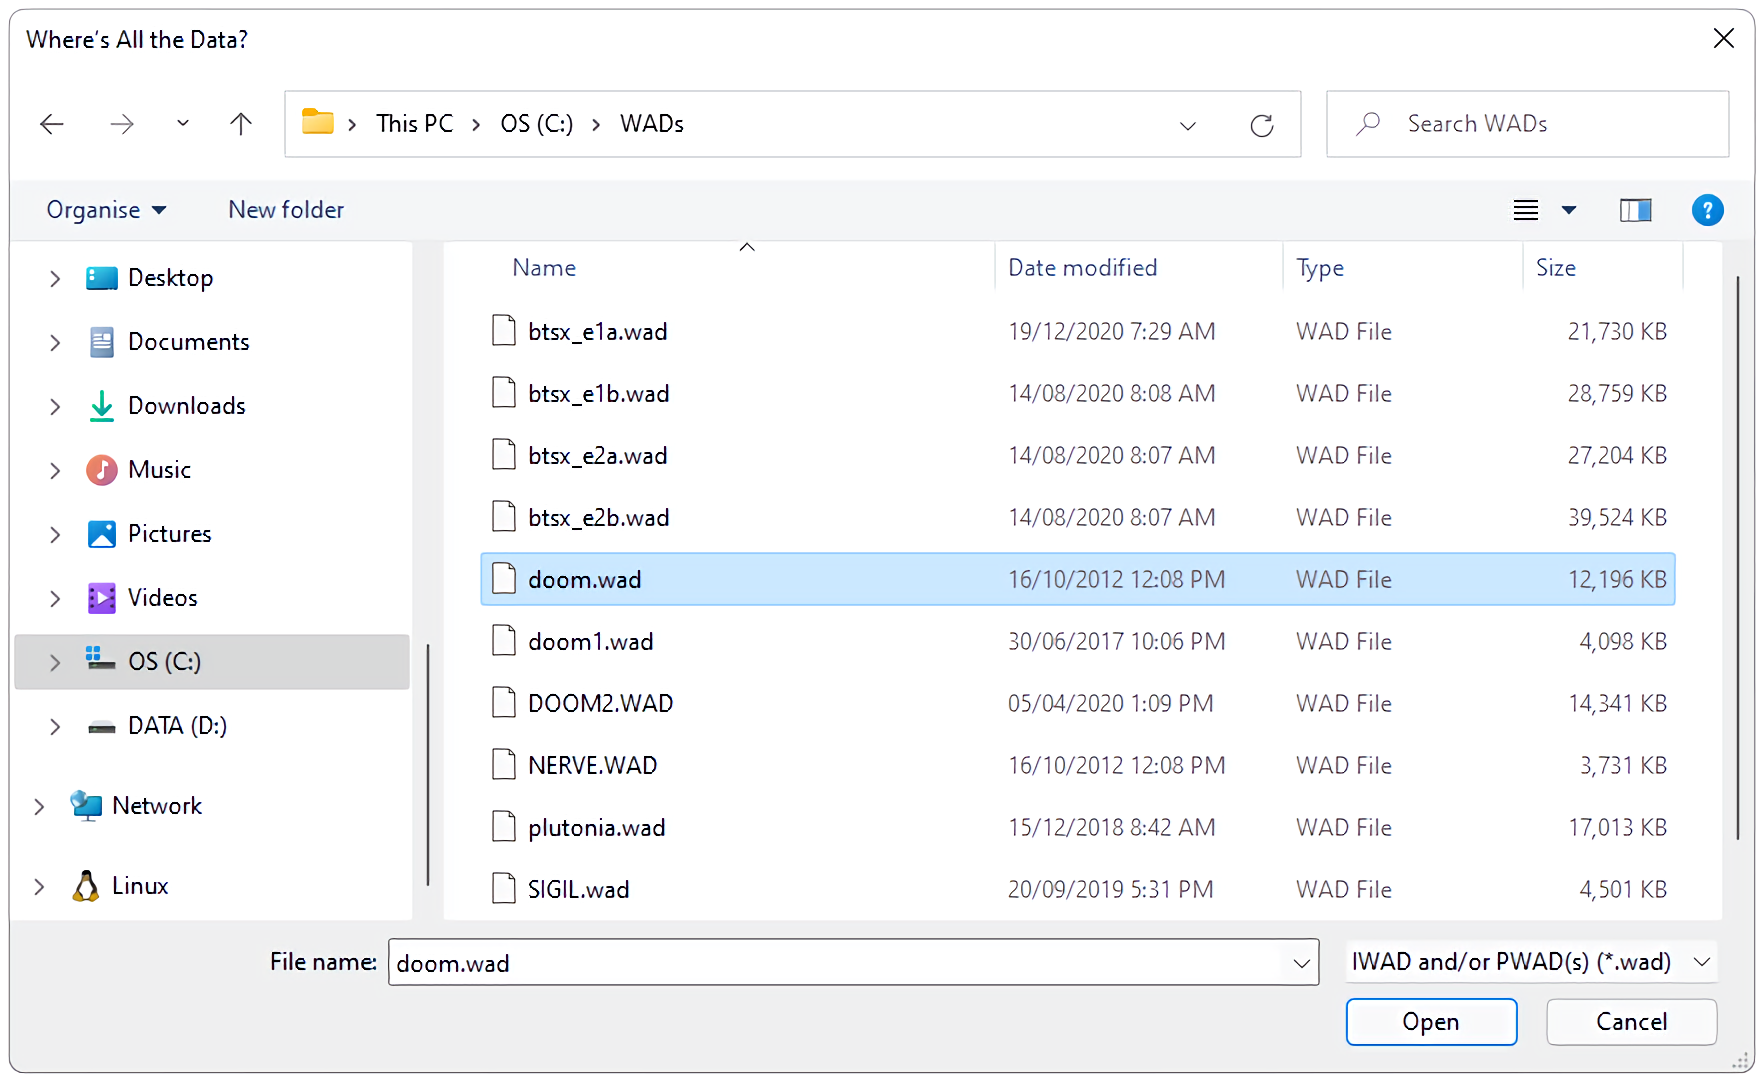 Where's All the Data?
This PC > OS (C:) > WADs
Search WADs
Organise
New folder
?
Desktop
Documents
Downloads
Music
Pictures
Videos
OS (C:)
DATA (D:)
Network
Linux
Name Date modified Type Size
btsx_e1a.wad 19/12/2020 7:29 AM WAD File 21,730 KB
btsx_e1b.wad 14/08/2020 8:08 AM WAD File 28,759 KB
btsx_e2a.wad 14/08/2020 8:07 AM WAD File 27,204 KB
btsx_e2b.wad 14/08/2020 8:07 AM WAD File 39,524 KB
doom.wad 16/10/2012 12:08 PM WAD File 12,196 KB
doom1.wad 30/06/2017 10:06 PM WAD File 4,098 KB
DOOM2.WAD 05/04/2020 1:09 PM WAD File 14,341 KB
NERVE.WAD 16/10/2012 12:08 PM WAD File 3,731 KB
plutonia.wad 15/12/2018 8:42 AM WAD File 17,013 KB
SIGIL.wad 20/09/2019 5:31 PM WAD File 4,501 KB
File name: doom.wad
IWAD and/or PWAD(s) (*.wad)
Open
Cancel